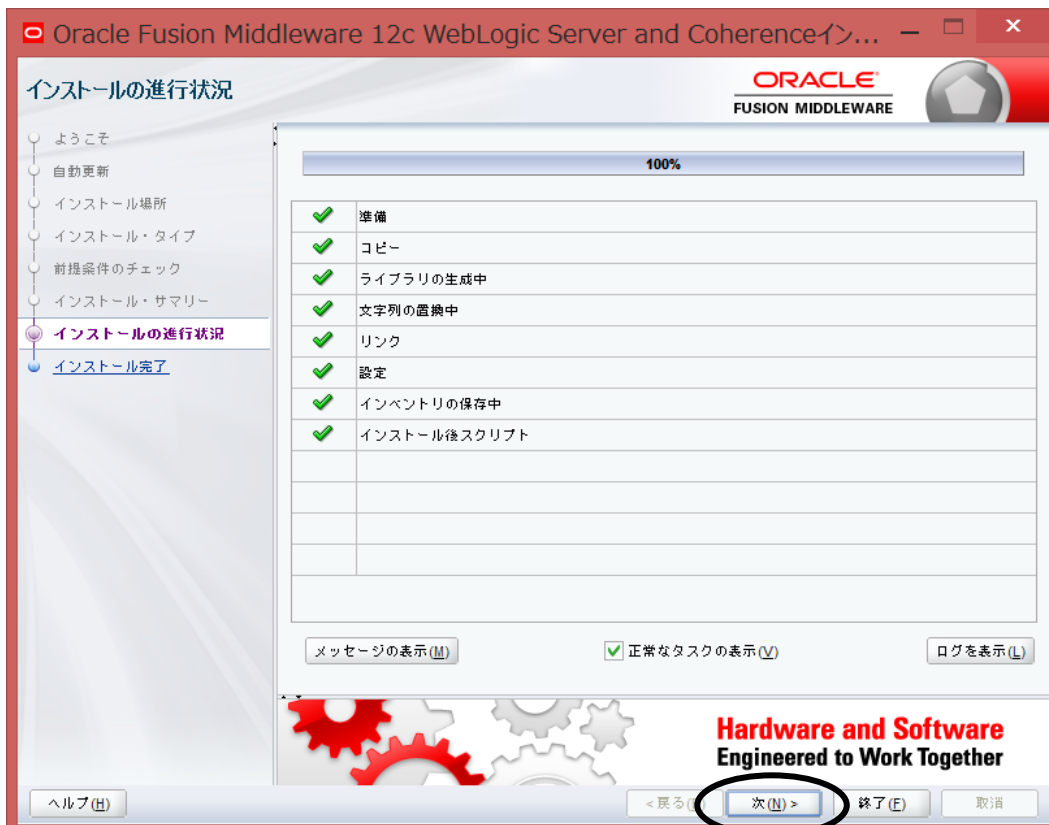 Oracle Fusion Middleware 12c WebLogic Server and Coherenceイン...
インストールの進行状況
ORACLE
FUSION MIDDLEWARE
ようこそ
自動更新
インストール場所
インストール・タイプ
前提条件のチェック
インストール・サマリー
インストールの進行状況
インストール完了
100%
準備
コピー
ライブラリの生成中
文字列の置換中
リンク
設定
インベントリの保存中
インストール後スクリプト
メッセージの表示(M)
正常なタスクの表示(V)
ログを表示(L)
Hardware and Software
Engineered to Work Together
ヘルプ(H)
<戻る(
次(N) >
終了(F)
取消